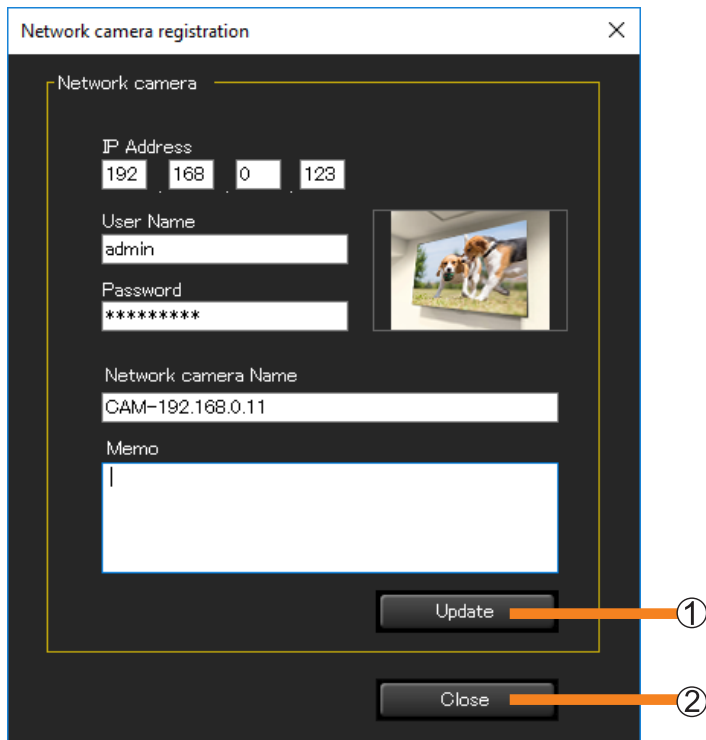 Network camera registration
Network camera
IP Address
192 . 168 . 0 . 123
User Name
admin
Password
*********
Network camera Name
CAM-192.168.0.11
Memo
Update ①
Close ②